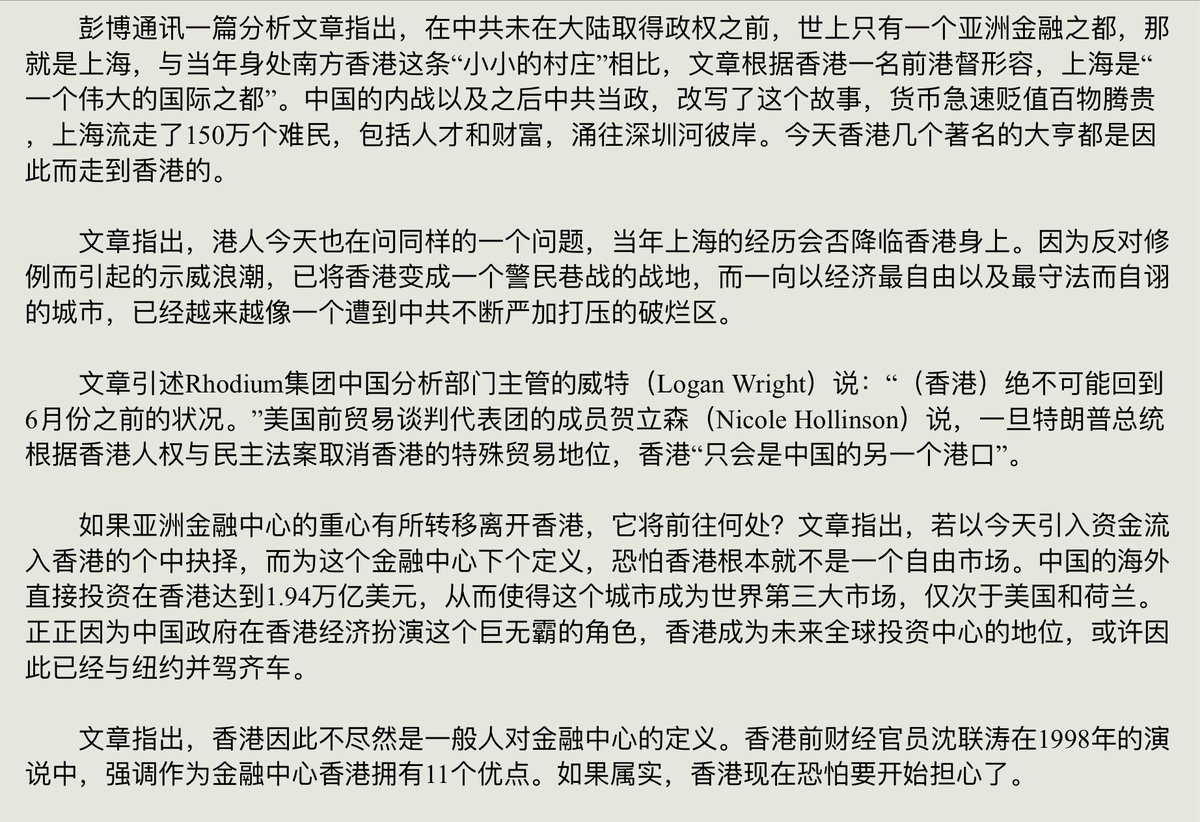 彭博通讯一篇分析文章指出，在中共未在大陆取得政权之前，世上只有一个亚洲金融之都，那
就是上海，与当年身处南方香港这条“小小的村庄”相比，文章根据香港一名前港督形容，上海是“
一个伟大的国际之都”。中国的内战以及之后中共当政，改写了这个故事，货币急速贬值百物腾贵
，上海流走了150万个难民，包括人才和财富，涌往深圳河彼岸。今天香港几个著名的大亨都是因
此而走到香港的。
文章指出，港人今天也在问同样的一个问题，当年上海的经历会否降临香港身上。因为反对修
例而引起的示威浪潮，已将香港变成一个警民巷战的战地，而一向以经济最自由以及最守法而自诩
的城市，已经越来越像一个遭到中共不断严加打压的破烂区。
文章引述Rhodium集团中国分析部门主管的威特（Logan Wright）说：“（香港）绝不可能回到
6月份之前的状况。”美国前贸易谈判代表团的成员贺立森（Nicole Hollinson）说，一旦特朗普总统
根据香港人权与民主法案取消香港的特殊贸易地位，香港“只会是中国的另一个港口”。
如果亚洲金融中心的重心有所转移离开香港，它将前往何处？文章指出，若以今天引入资金流
入香港的个中抉择，而为这个金融中心下个定义，恐怕香港根本就不是一个自由市场。中国的海外
直接投资在香港达到1.94万亿美元，从而使得这个城市成为世界第三大市场，仅次于美国和荷兰。
正正因为中国政府在香港经济扮演这个巨无霸的角色，香港成为未来全球投资中心的地位，或许因
此已经与纽约并驾齐车。
文章指出，香港因此不尽然是一般人对金融中心的定义。香港前财经官员沈联涛在1998年的演
说中，强调作为金融中心香港拥有11个优点。如果属实，香港现在恐怕要开始担心了。